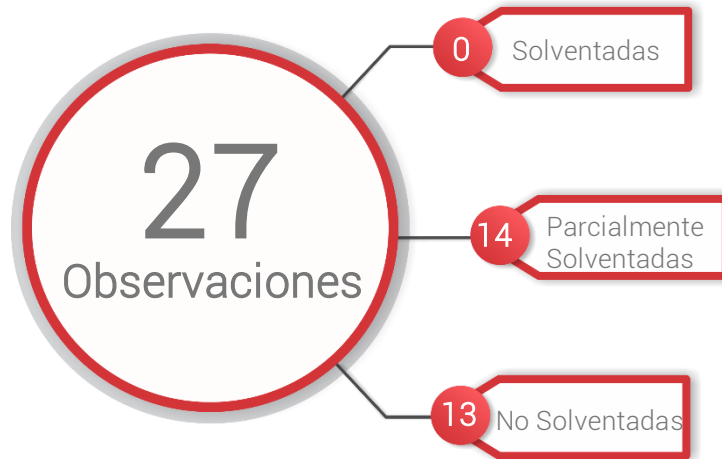 27
Observaciones
0
Solventadas
14
Parcialmente
Solventadas
13
No Solventadas